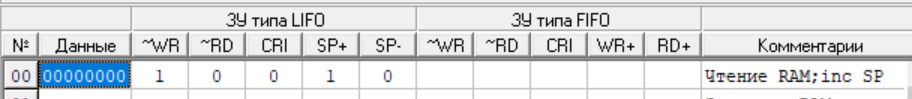 ЗУ типа LIFO ЗУ типа FIFO
№ Данные ~WR ~RD CRI SP+ SP- ~WR ~RD CRI WR+ RD+ Комментарии
00 00000000 1 0 0 1 0 Чтение RAM;inc SP